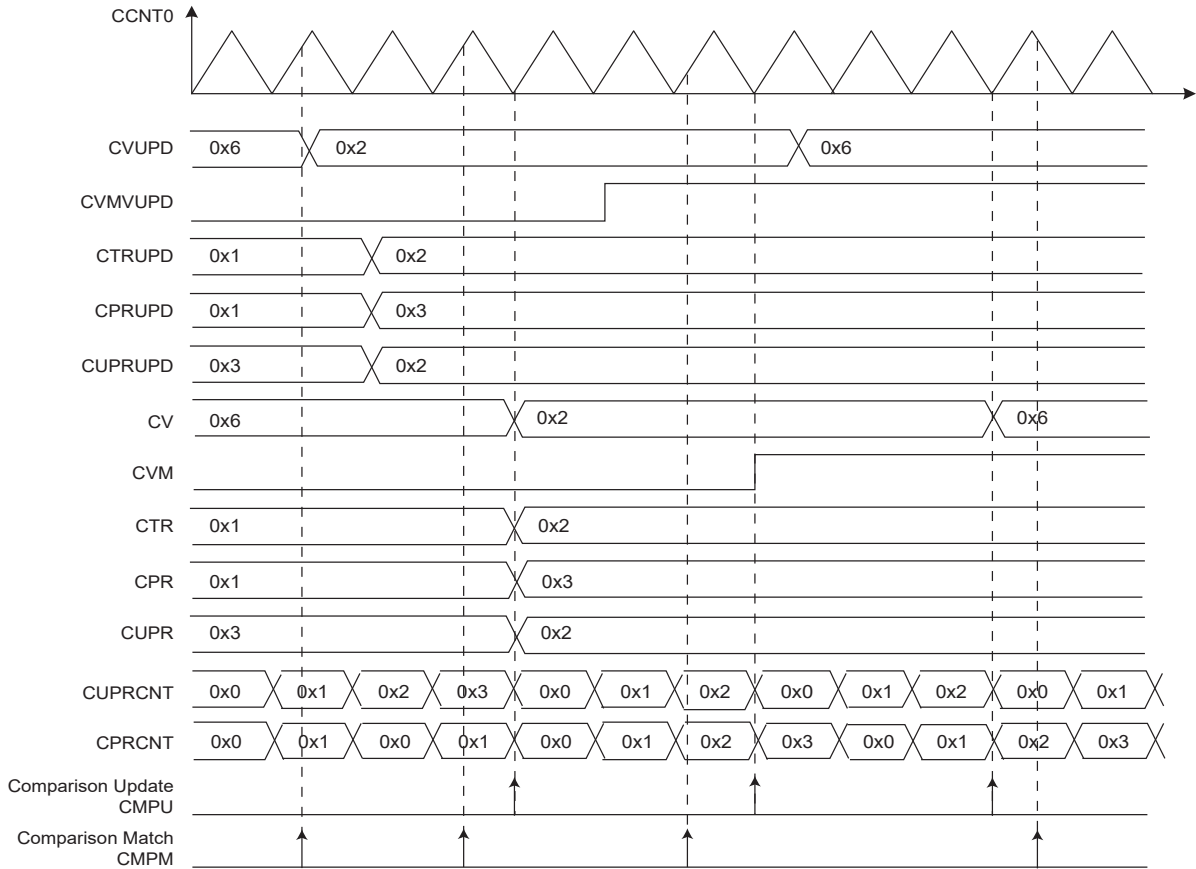 CCNT0
CVUPD 0x6 0x2 0x6
CVMVUPD
CTRUPD 0x1 0x2
CPRUPD 0x1 0x3
CUPRUPD 0x3 0x2
CV 0x6 0x2 0x6
CVM
CTR 0x1 0x2
CPR 0x1 0x3
CUPR 0x3 0x2
CUPRCNT 0x0 0x1 0x2 0x3 0x0 0x1 0x2 0x0 0x1 0x2 0x0 0x1
CPRCNT 0x0 0x1 0x0 0x1 0x0 0x1 0x2 0x3 0x0 0x1 0x2 0x3
Comparison Update
CMPU
Comparison Match
CMPM